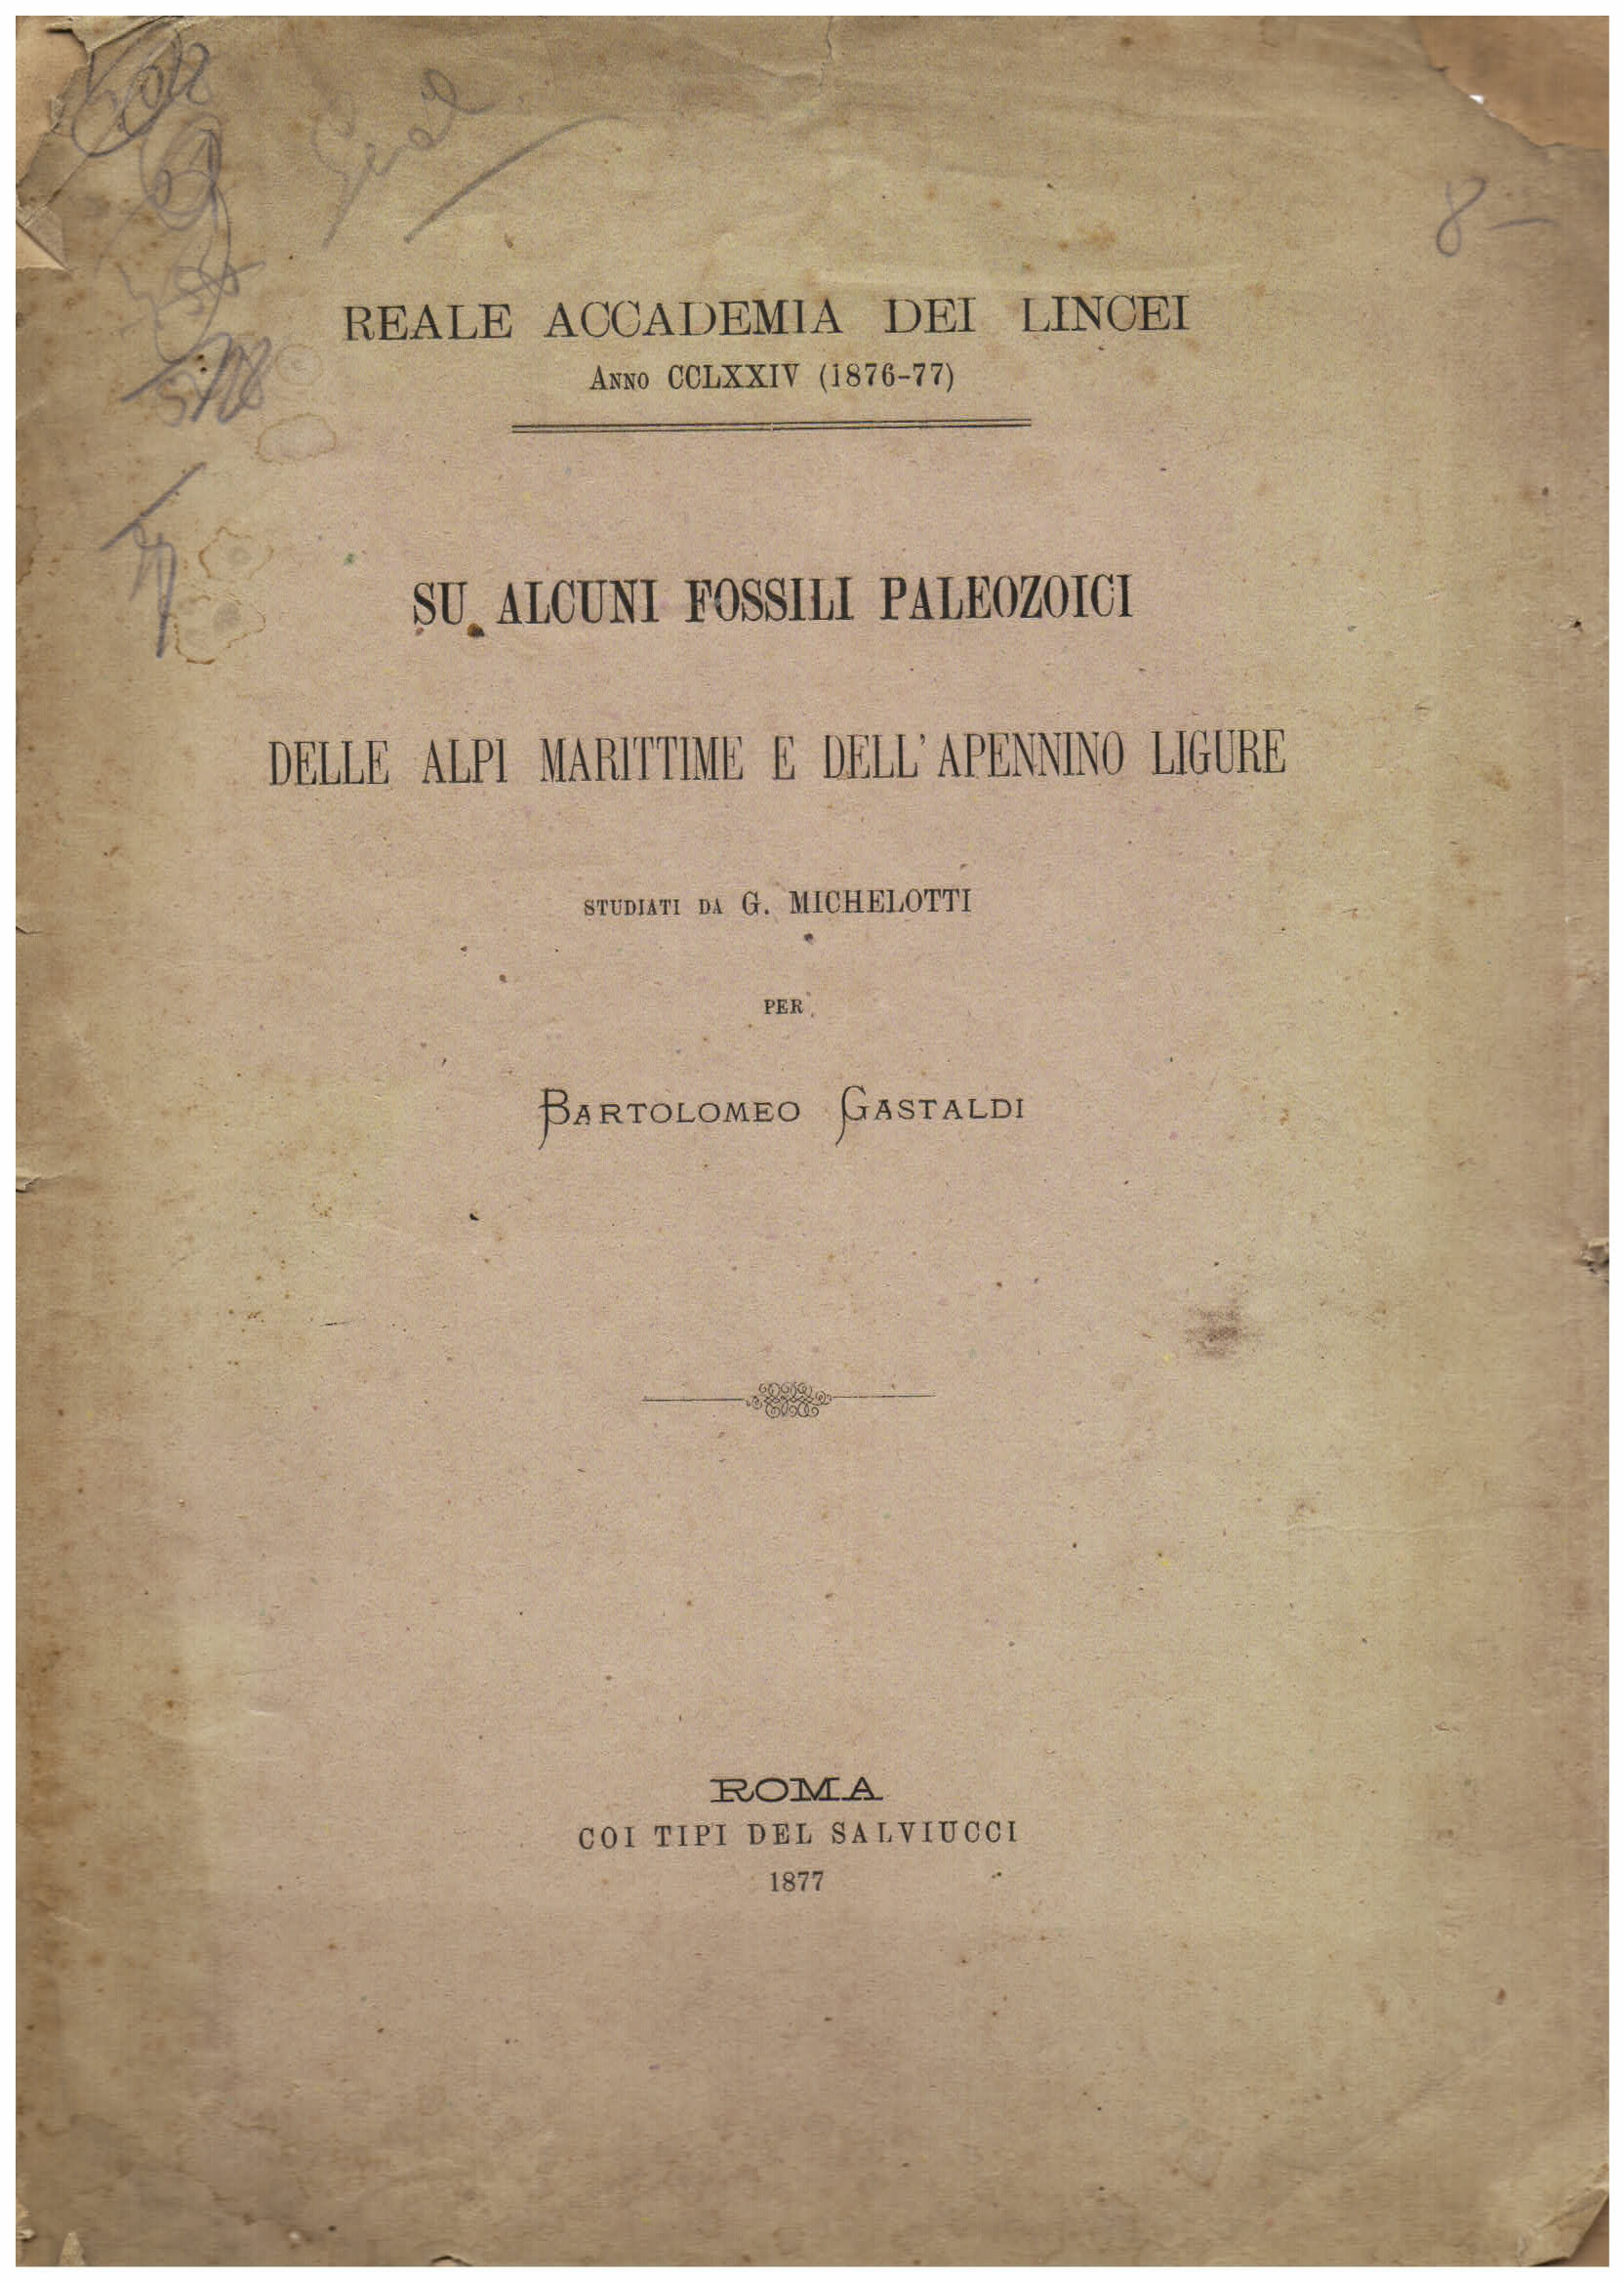 8 -
REALE ACCADEMIA DEI LINCEI
ANNO CCLXXIV (1876-77)
SU ALCUNI FOSSILI PALEOZOICI
DELLE ALPI MARITTIME E DELL'APENNINO LIGURE
STUDIATI DA G. MICHELOTTI
PER
BARTOLOMEO GASTALDI
ROMA
COI TIPI DEL SALVIUCCI
1877